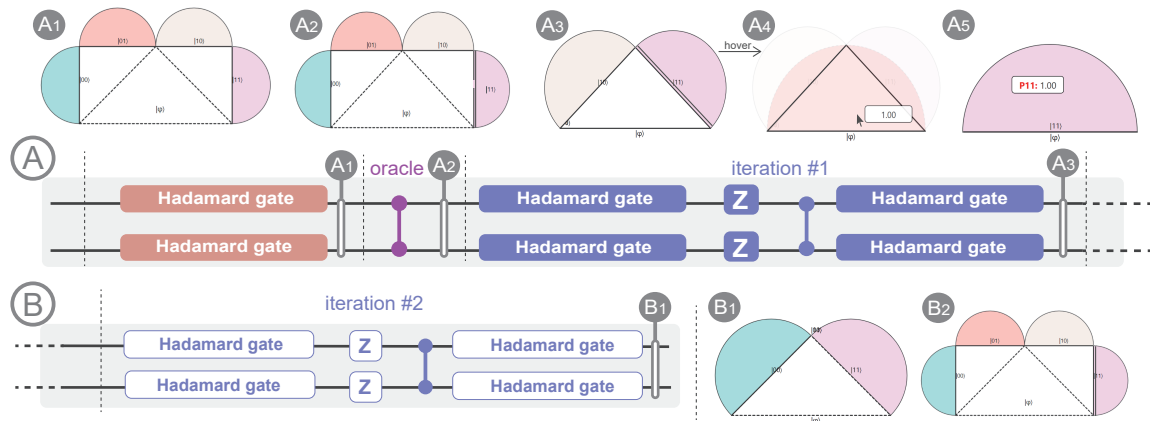 A1
|01⟩
|10⟩
|00⟩
|11⟩
|φ⟩
A2
|01⟩
|10⟩
|00⟩
|11⟩
|φ⟩
A3
|10⟩
|11⟩
|φ⟩
hover
A4
1.00
|φ⟩
A5
P11: 1.00
|11⟩
|φ⟩
A
A1
oracle
A2
iteration #1
A3
Hadamard gate
Hadamard gate
Z
Hadamard gate
Hadamard gate
Hadamard gate
Z
Hadamard gate
B
iteration #2
B1
Hadamard gate
Z
Hadamard gate
Hadamard gate
Z
Hadamard gate
B1
|00⟩
|11⟩
|φ⟩
B2
|01⟩
|10⟩
|00⟩
|11⟩
|φ⟩